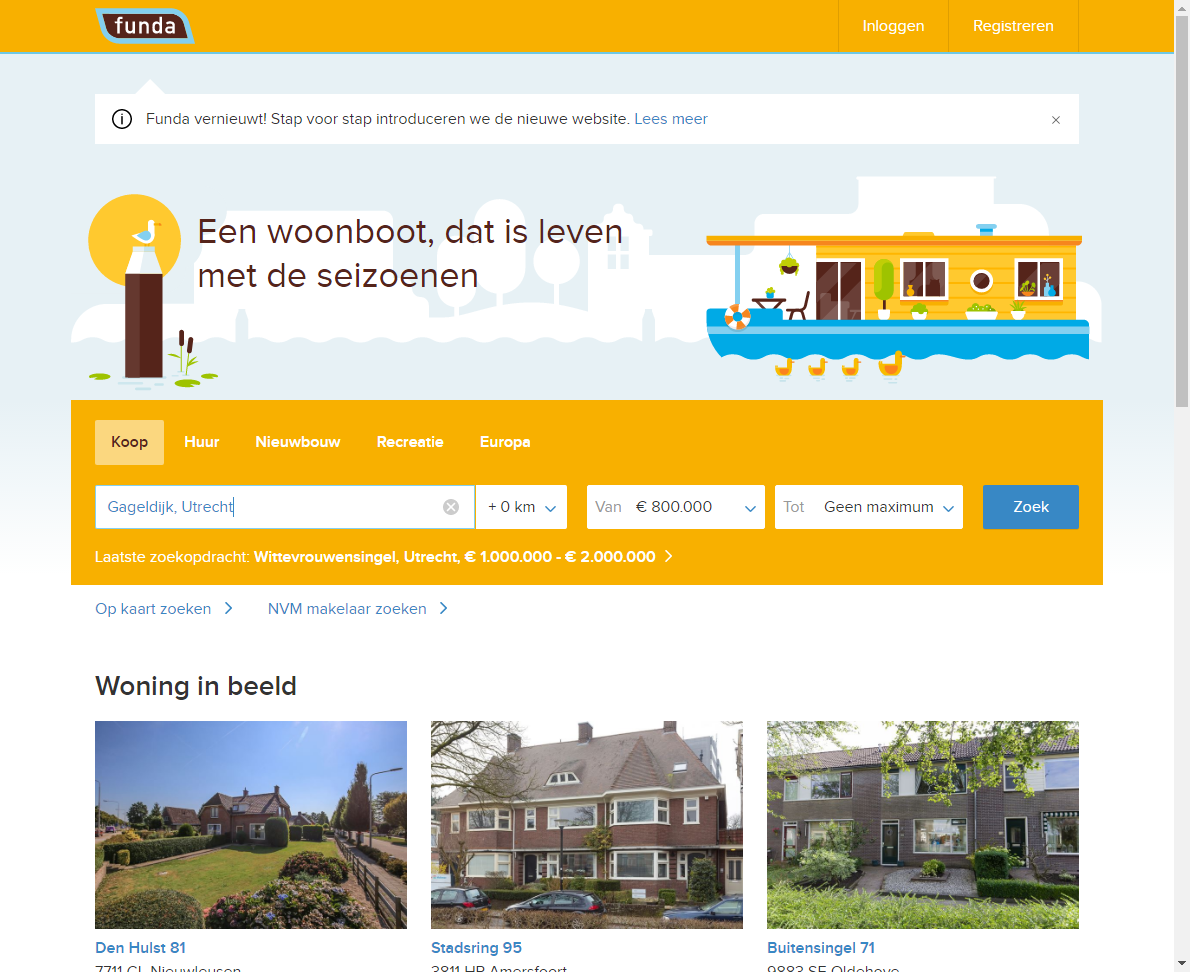 funda
Inloggen
Registreren
Funda vernieuwt! Stap voor stap introduceren we de nieuwe website. Lees meer
Een woonboot, dat is leven
met de seizoenen
Koop
Huur
Nieuwbouw
Recreatie
Europa
Gageldijk, Utrecht
+ 0 km
Van € 800.000
Tot Geen maximum
Zoek
Laatste zoekopdracht: Wittevrouwensingel, Utrecht, € 1.000.000 - € 2.000.000
Op kaart zoeken
NVM makelaar zoeken
Woning in beeld
Den Hulst 81
Stadsring 95
Buitensingel 71
7711 GL Nieuwleusen
3811 HP Amersfoort
9883 SE Oldehove